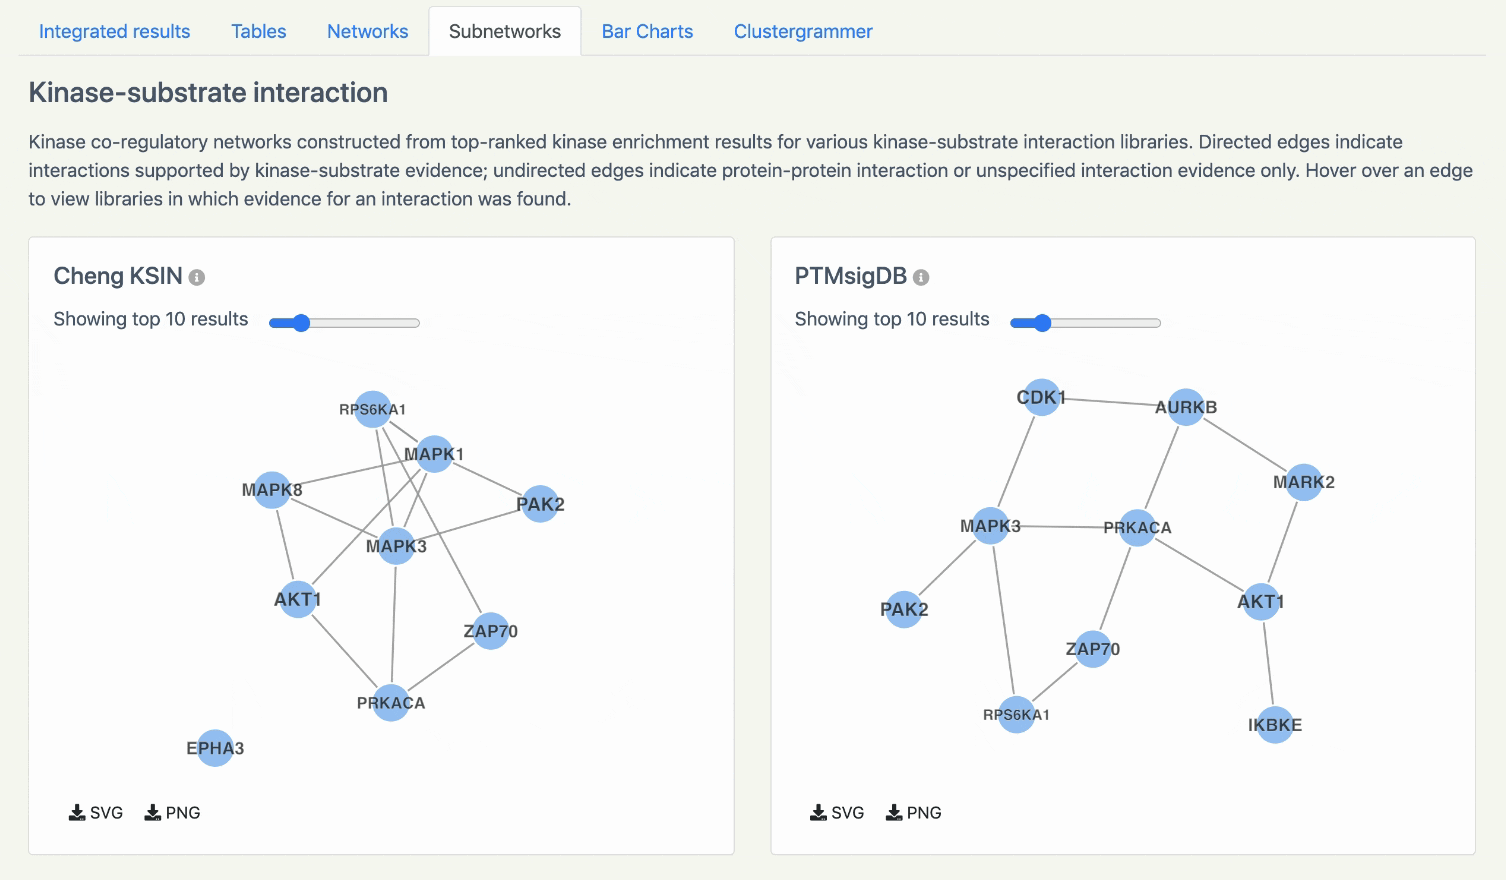 Integrated results Tables Networks Subnetworks Bar Charts Clustergrammer
Kinase-substrate interaction
Kinase co-regulatory networks constructed from top-ranked kinase enrichment results for various kinase-substrate interaction libraries. Directed edges indicate
interactions supported by kinase-substrate evidence; undirected edges indicate protein-protein interaction or unspecified interaction evidence only. Hover over an edge
to view libraries in which evidence for an interaction was found.
Cheng KSIN
Showing top 10 results
RPS6KA1
MAPK1
MAPK8
PAK2
MAPK3
AKT1
ZAP70
PRKACA
EPHA3
SVG PNG
PTMsigDB
Showing top 10 results
CDK1
AURKB
MARK2
MAPK3
PRKACA
AKT1
PAK2
ZAP70
RPS6KA1
IKBKE
SVG PNG